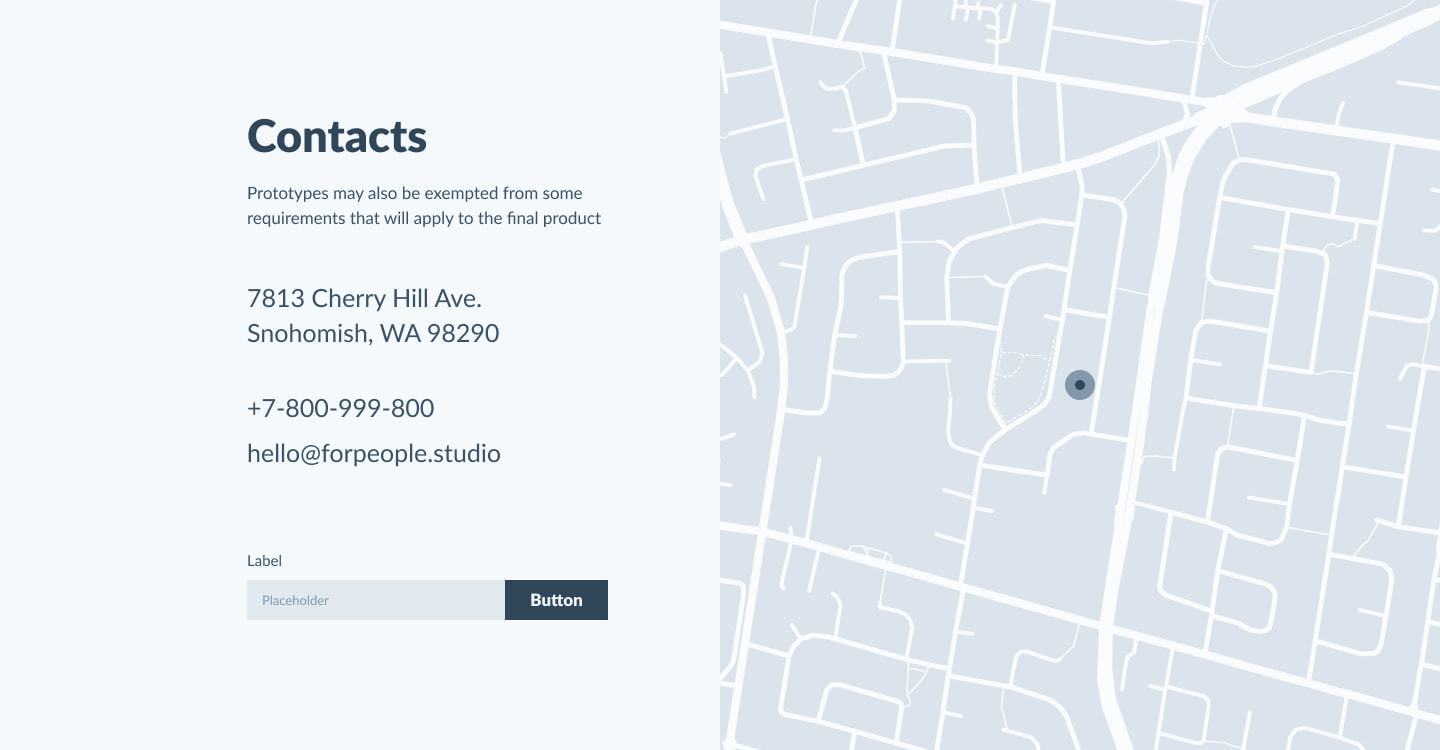 Contacts
Prototypes may also be exempted from some
requirements that will apply to the final product
7813 Cherry Hill Ave.
Snohomish, WA 98290
+7-800-999-800
hello@forpeople.studio
Label
Placeholder
Button